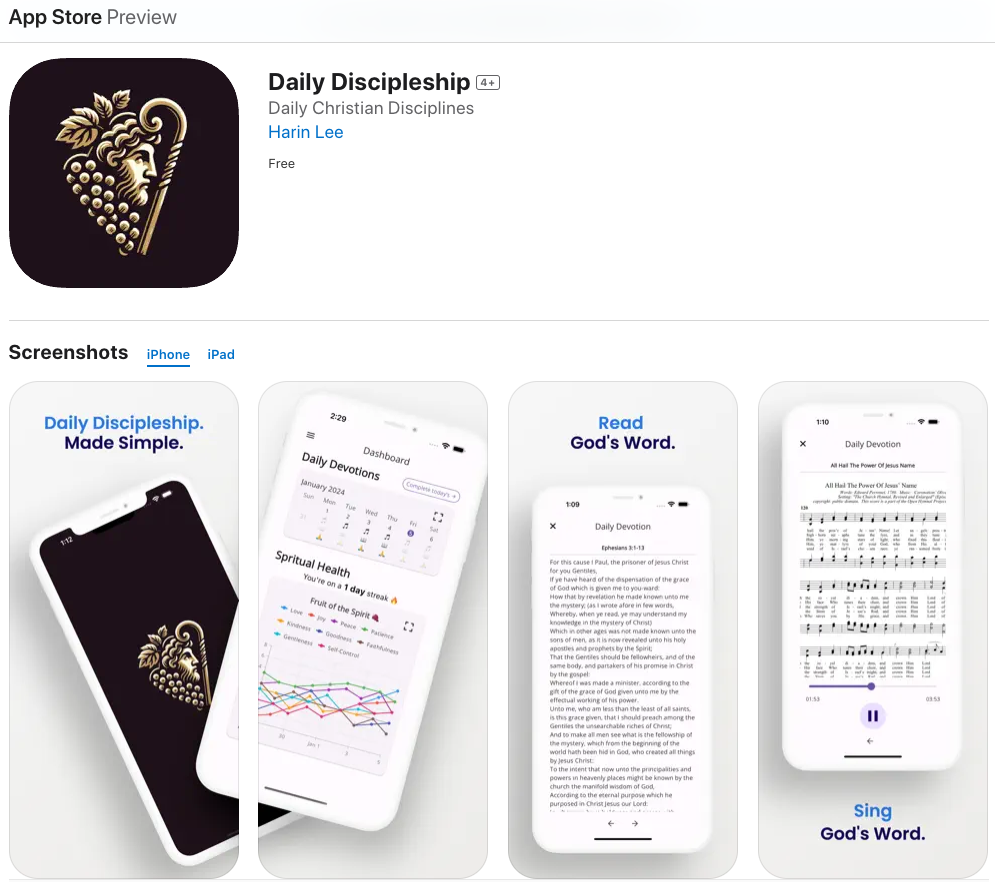 App Store Preview
Daily Discipleship 4+
Daily Christian Disciplines
Harin Lee
Free
Screenshots iPhone iPad
Daily Discipleship.
Made Simple.
1:12
2:29
Dashboard
Daily Devotions
Complete today's
January 2024
Sun Mon Tue Wed Thu Fri Sat
31 1 2 3 4 5 6
Spritual Health
You're on a 1 day streak 🔥
Fruit of the Spirit
Love Joy Peace Patience
Kindness Goodness Faithfulness
Gentleness Self-Control
30 Jan 1 3 5
Read
God's Word.
1:09
Daily Devotion
Ephesians 3:1-13
For this cause I Paul, the prisoner of Jesus Christ
for you Gentiles,
If ye have heard of the dispensation of the grace
of God which is given me to you-ward:
How that by revelation he made known unto me
the mystery; (as I wrote afore in few words,
Whereby, when ye read, ye may understand my
knowledge in the mystery of Christ)
Which in other ages was not made known unto the
sons of men, as it is now revealed unto his holy
apostles and prophets by the Spirit;
That the Gentiles should be fellowheirs, and of the
same body, and partakers of his promise in Christ
by the gospel:
Whereof I was made a minister, according to the
gift of the grace of God given unto me by the
effectual working of his power.
Unto me, who am less than the least of all saints,
is this grace given, that I should preach among the
Gentiles the unsearchable riches of Christ;
And to make all men see what is the fellowship of
the mystery, which from the beginning of the
world hath been hid in God, who created all things
by Jesus Christ:
To the intent that now unto the principalities and
powers in heavenly places might be known by the
church the manifold wisdom of God,
According to the eternal purpose which he
purposed in Christ Jesus our Lord:
1:10
Daily Devotion
All Hail The Power Of Jesus Name
All Hail The Power Of Jesus' Name
01:53 03:53
Sing
God's Word.